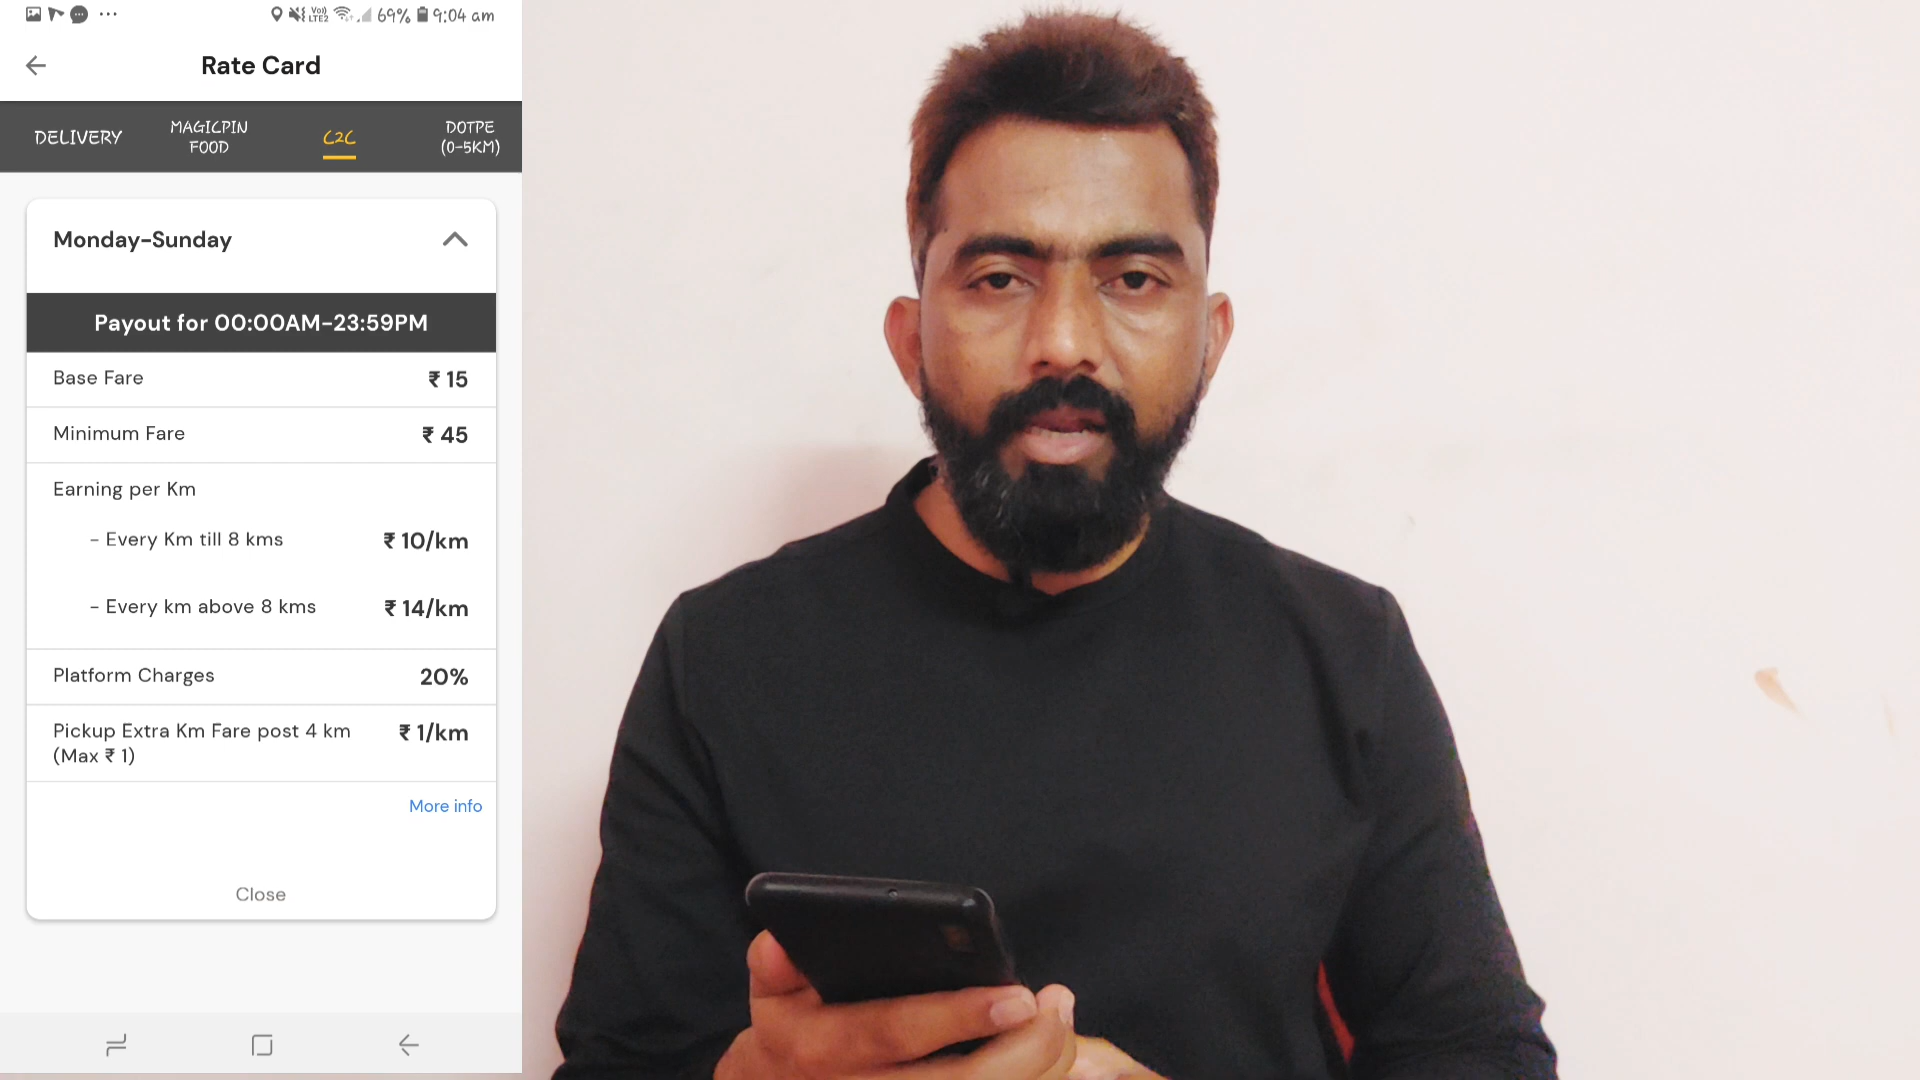 69% 9:04 am
Rate Card
DELIVERY
MAGICPIN
FOOD
C2C
DOTPE
(0-5KM)
Monday-Sunday
Payout for 00:00AM-23:59PM
Base Fare ₹ 15
Minimum Fare ₹ 45
Earning per Km
- Every Km till 8 kms ₹ 10/km
- Every km above 8 kms ₹ 14/km
Platform Charges 20%
Pickup Extra Km Fare post 4 km ₹ 1/km
(Max ₹ 1)
More info
Close